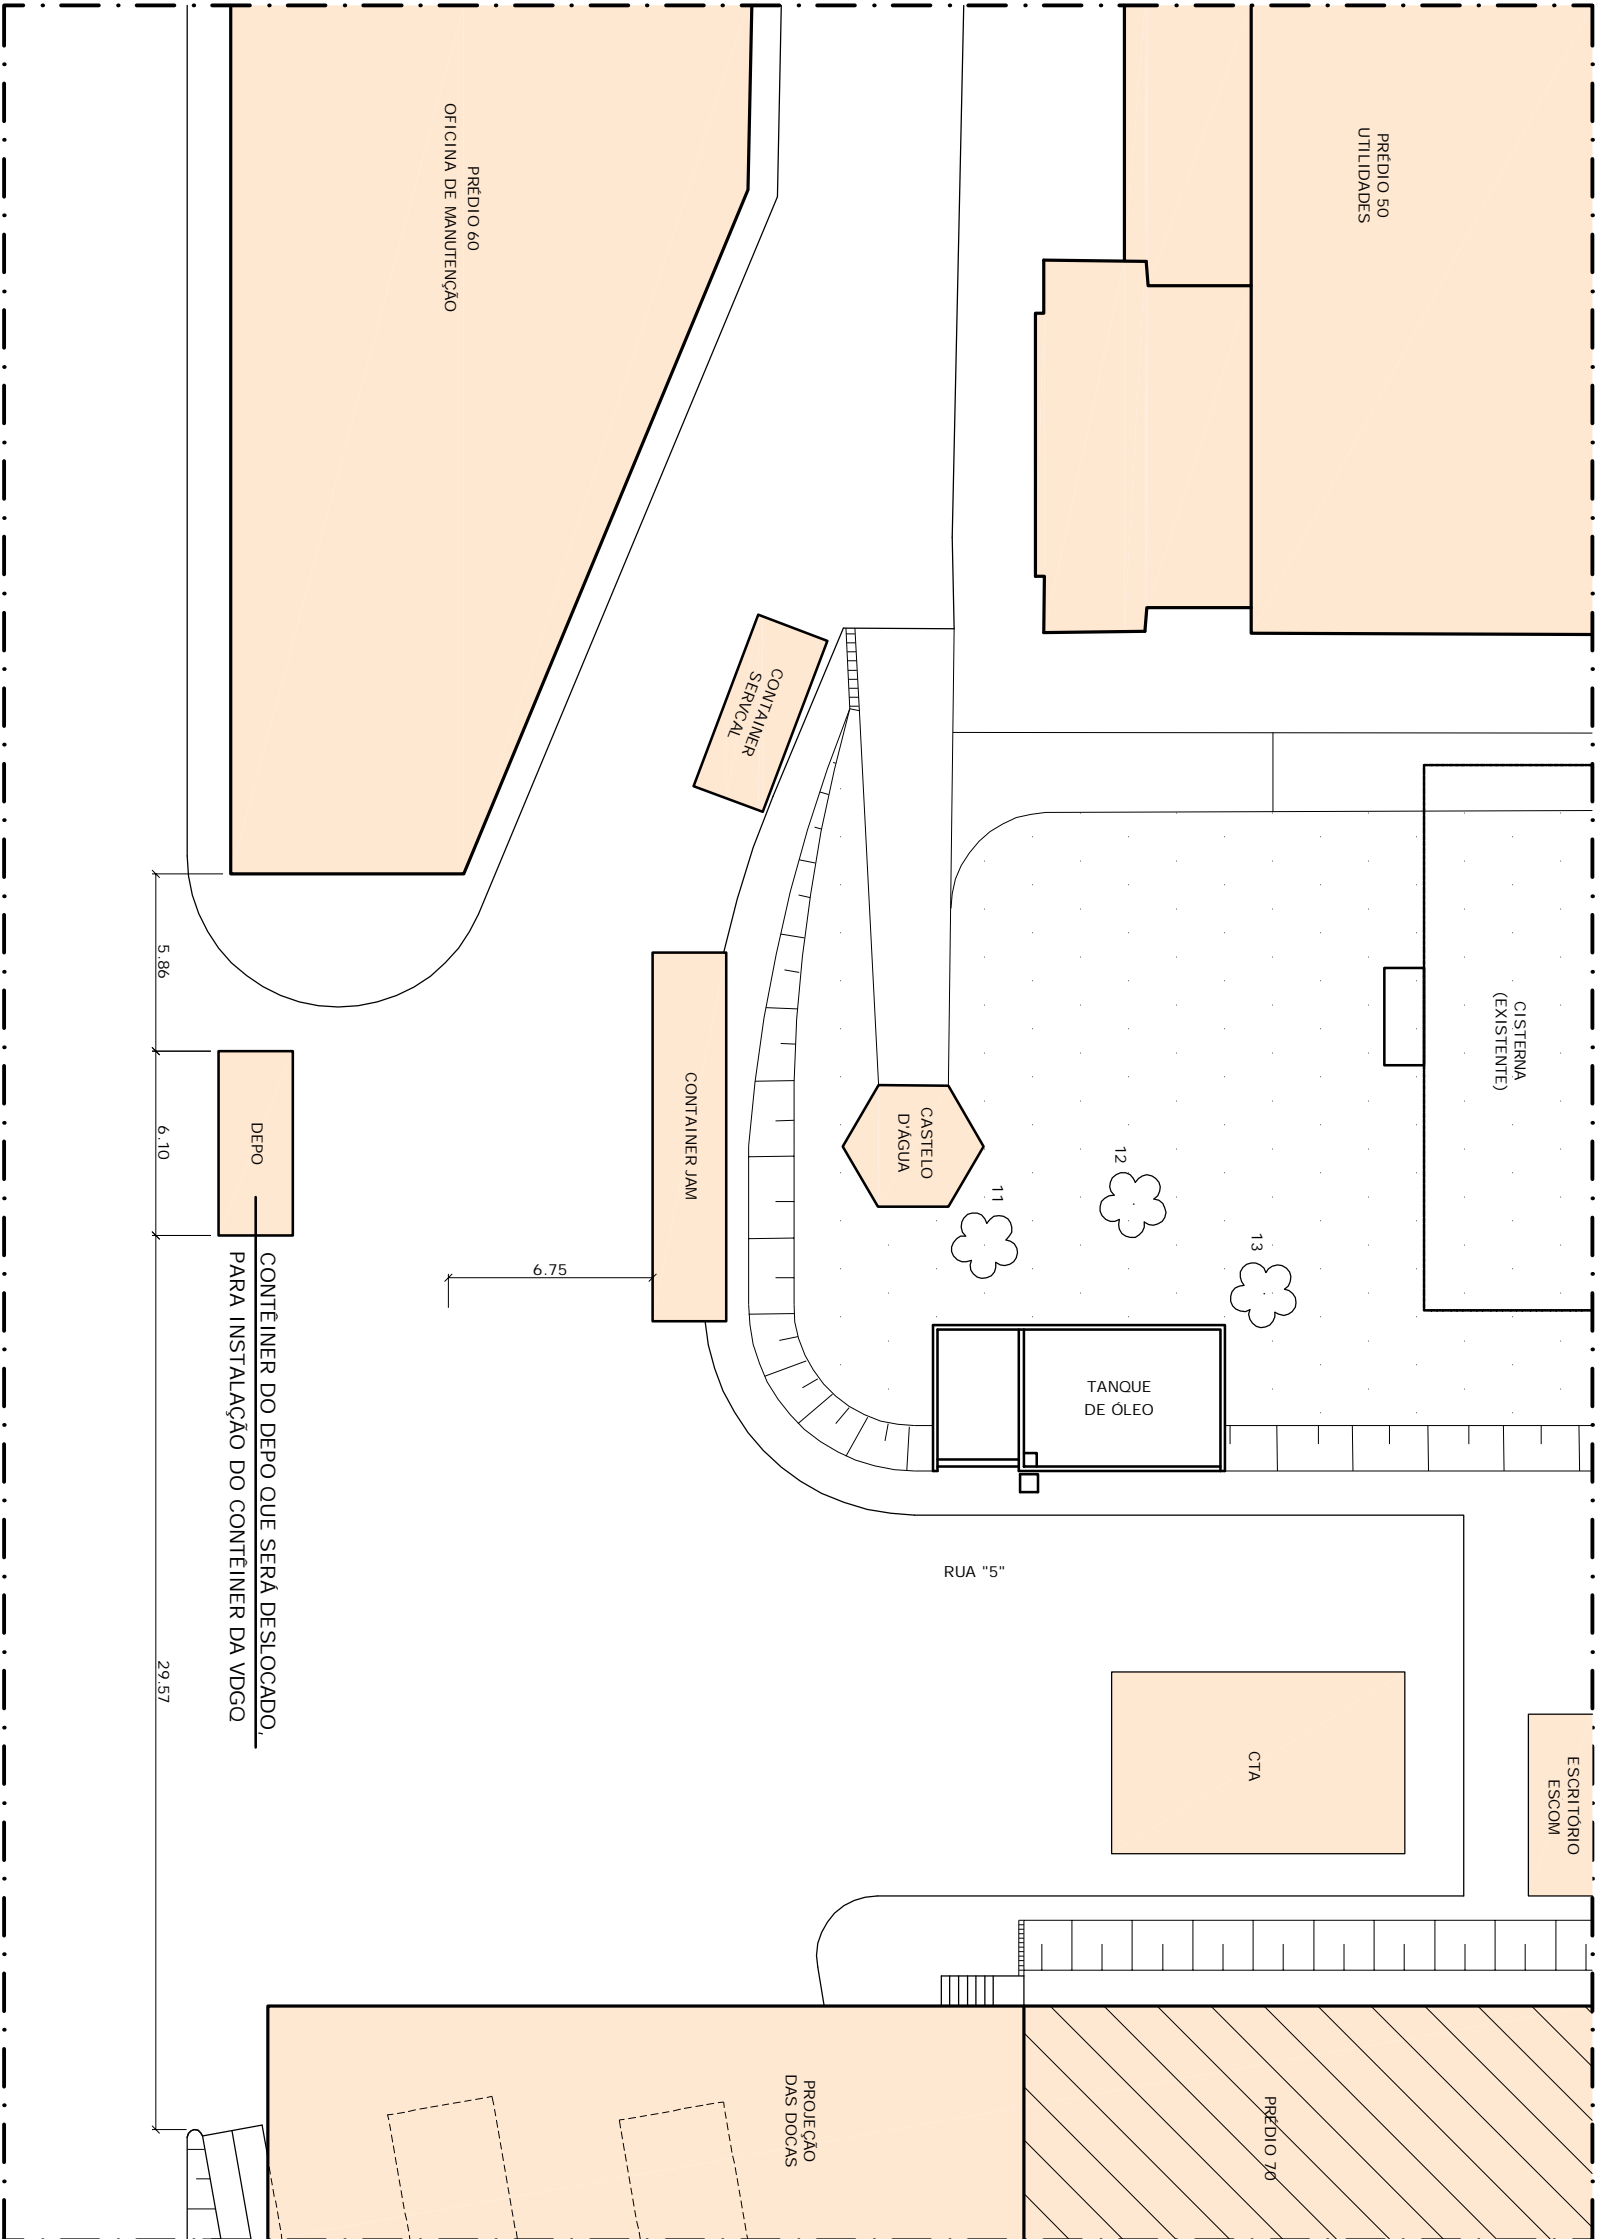 PRÉDIO 60
OFICINA DE MANUTENÇÃO
PRÉDIO 50
UTILIDADES
CONTAINER
SERVCAL
CISTERNA
(EXISTENTE)
5.86
CONTAINER JAM
CASTELO
D'ÁGUA
12
11
13
DEPO
6.10
6.75
CONTÊINER DO DEPO QUE SERÁ DESLOCADO,
PARA INSTALAÇÃO DO CONTÊINER DA VDGQ
TANQUE
DE ÓLEO
RUA "5"
29.57
CTA
ESCRITÓRIO
ESCOM
PROJEÇÃO
DAS DOCAS
PRÉDIO 70